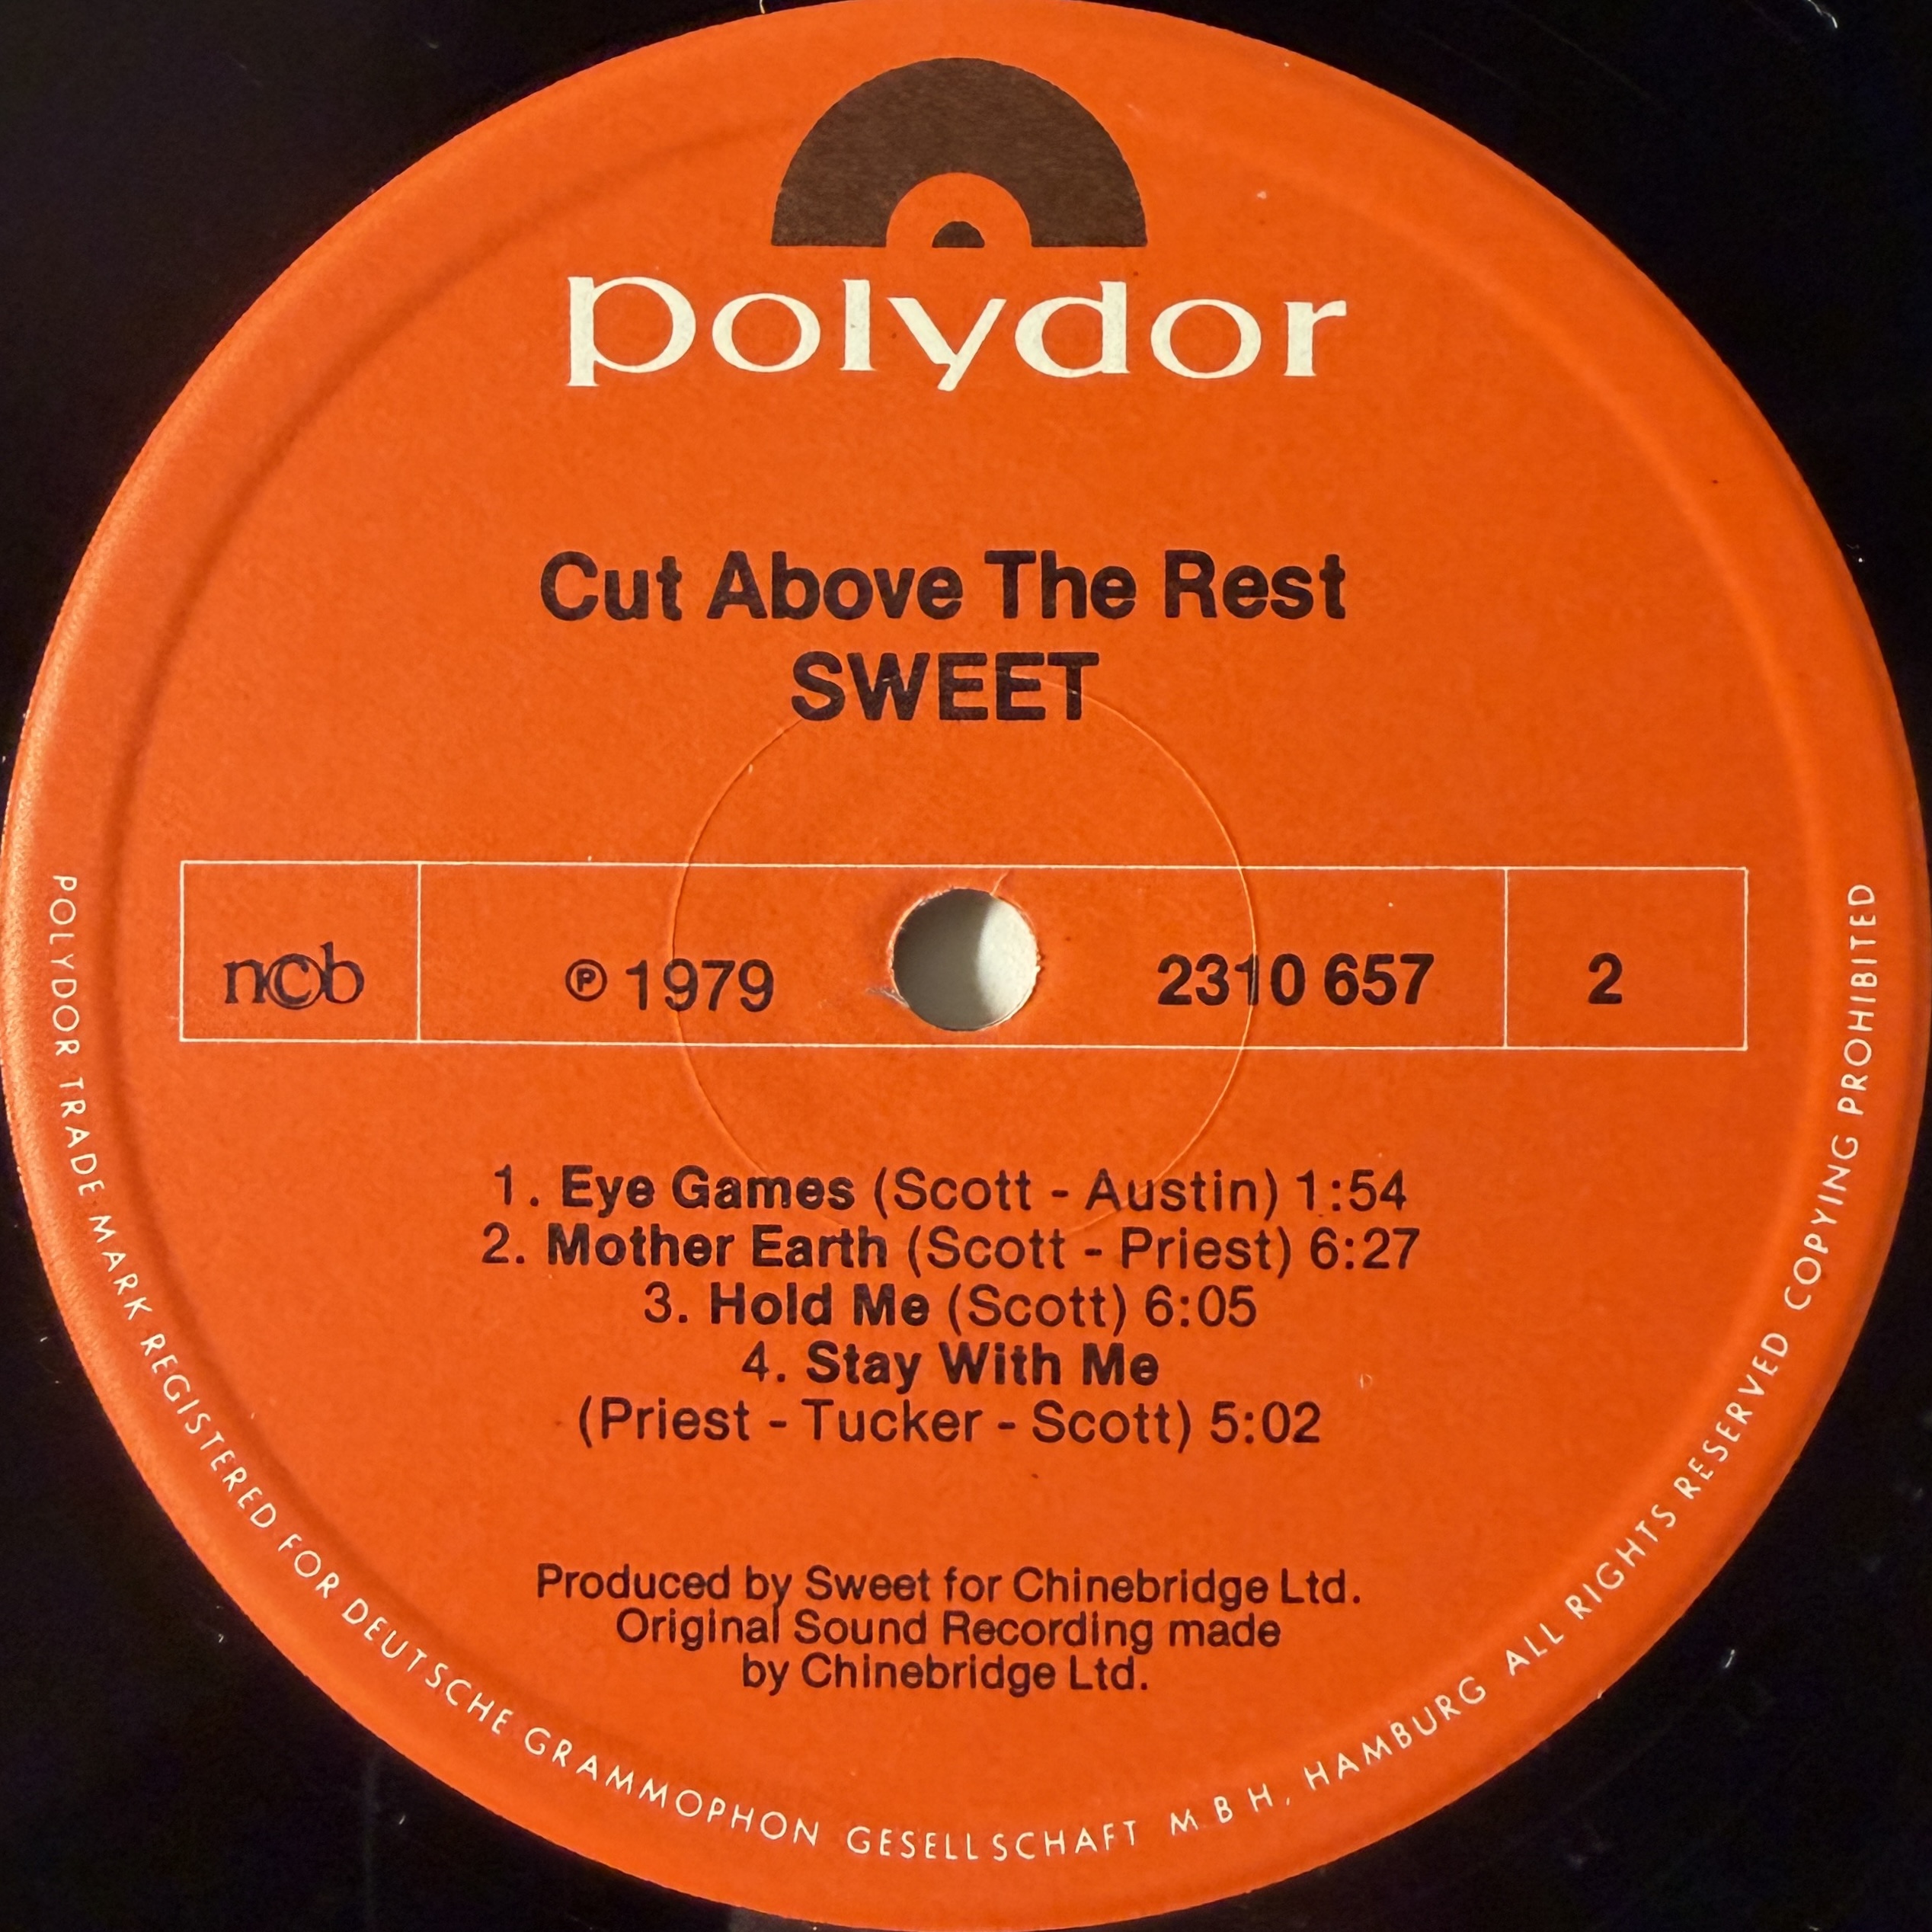 polydor
Cut Above The Rest
SWEET
ncb
℗ 1979
2310 657
2
1. Eye Games (Scott - Austin) 1:54
2. Mother Earth (Scott - Priest) 6:27
3. Hold Me (Scott) 6:05
4. Stay With Me
(Priest - Tucker - Scott) 5:02
Produced by Sweet for Chinebridge Ltd.
Original Sound Recording made
by Chinebridge Ltd.
POLYDOR TRADE MARK REGISTERED FOR DEUTSCHE GRAMMOPHON GESELLSCHAFT M B H, HAMBURG ALL RIGHTS RESERVED COPYING PROHIBITED